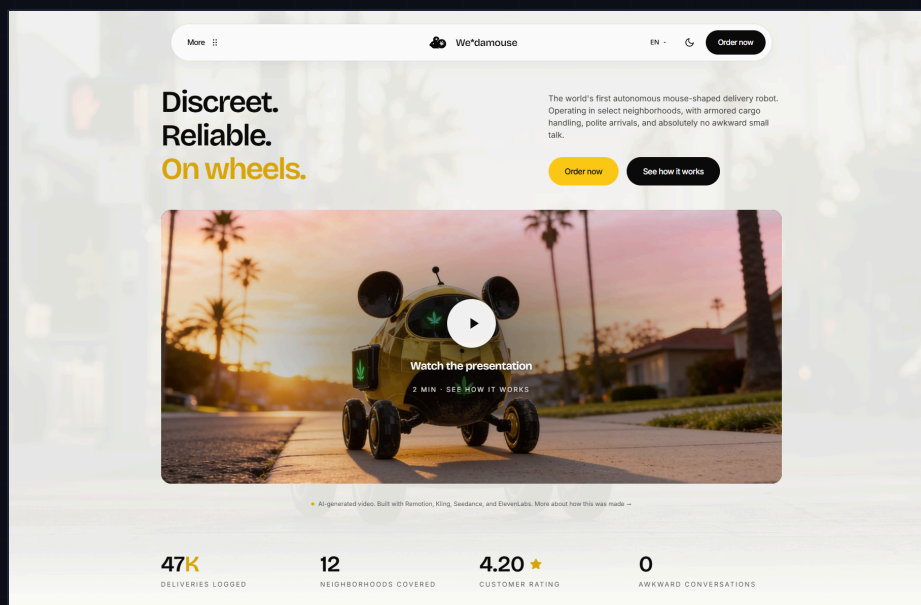 More
We*damouse
EN
Order now
Discreet.
Reliable.
On wheels.
The world's first autonomous mouse-shaped delivery robot.
Operating in select neighborhoods, with armored cargo
handling, polite arrivals, and absolutely no awkward small
talk.
Order now
See how it works
Watch the presentation
2 MIN · SEE HOW IT WORKS
AI-generated video. Built with Remotion, Kling, Seedance, and ElevenLabs. More about how this was made →
47K
DELIVERIES LOGGED
12
NEIGHBORHOODS COVERED
4.20 ★
CUSTOMER RATING
0
AWKWARD CONVERSATIONS